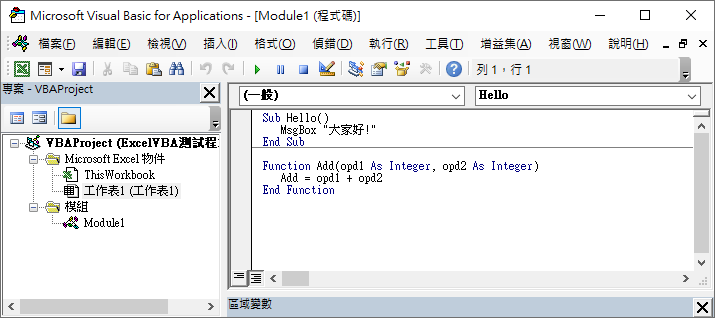 Microsoft Visual Basic for Applications - [Module1 (程式碼)]
檔案(F) 編輯(E) 檢視(V) 插入(I) 格式(O) 偵錯(D) 執行(R) 工具(T) 增益集(A) 視窗(W) 說明(H)
列 1，行 1
專案 - VBAProject
VBAProject (ExcelVBA測試程
Microsoft Excel 物件
ThisWorkbook
工作表1 (工作表1)
模組
Module1
(一般)
Hello
Sub Hello()
MsgBox "大家好!"
End Sub
Function Add(opd1 As Integer, opd2 As Integer)
Add = opd1 + opd2
End Function
區域變數